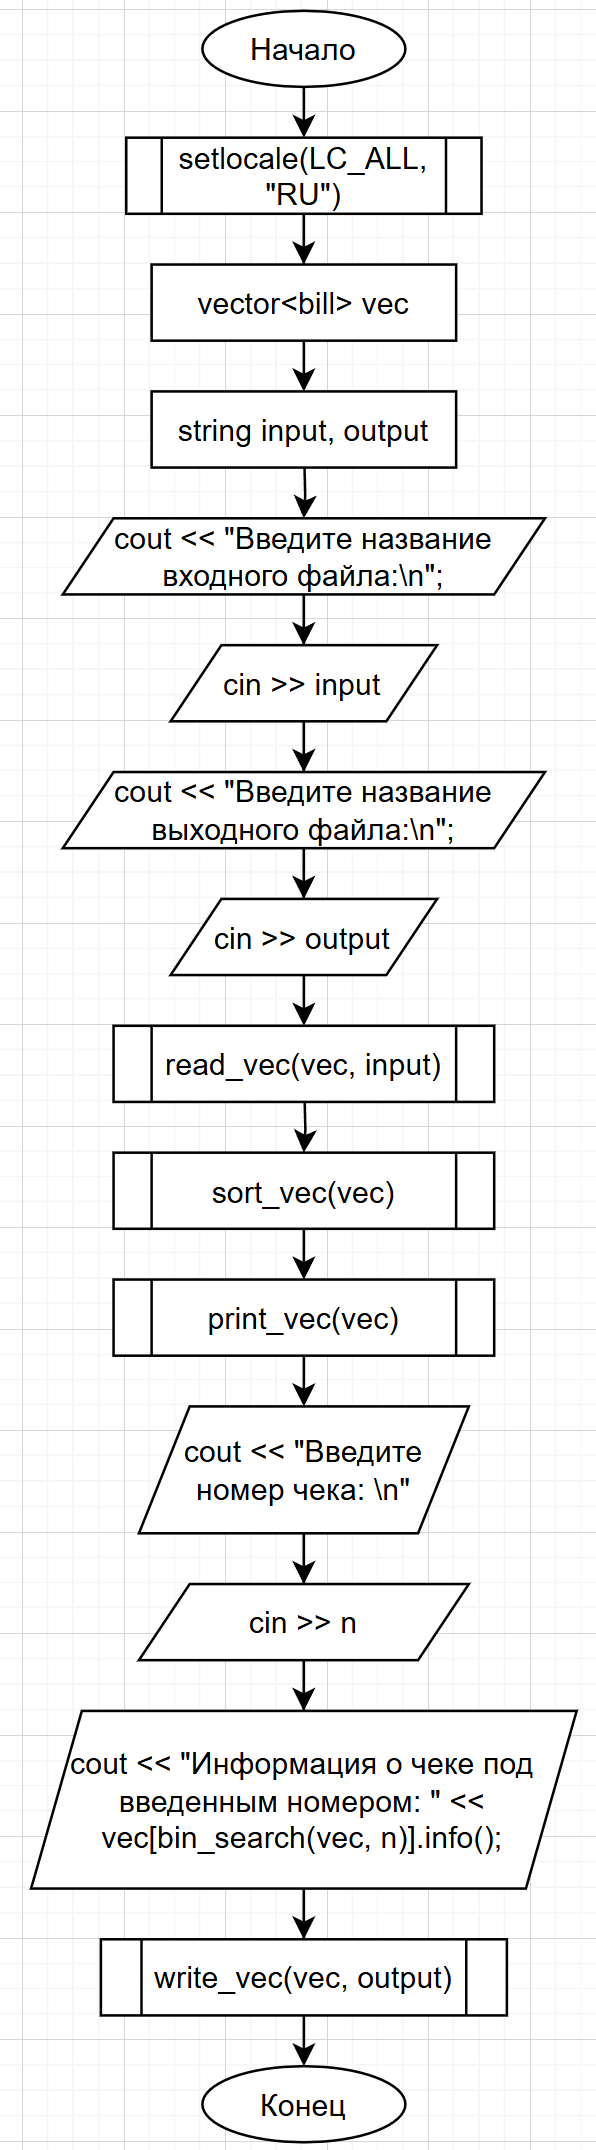 Начало
setlocale(LC_ALL,
"RU")
vector<bill> vec
string input, output
cout << "Введите название
входного файла:\n";
cin >> input
cout << "Введите название
выходного файла:\n";
cin >> output
read_vec(vec, input)
sort_vec(vec)
print_vec(vec)
cout << "Введите
номер чека: \n"
cin >> n
cout << "Информация о чеке под
введенным номером: " <<
vec[bin_search(vec, n)].info();
write_vec(vec, output)
Конец